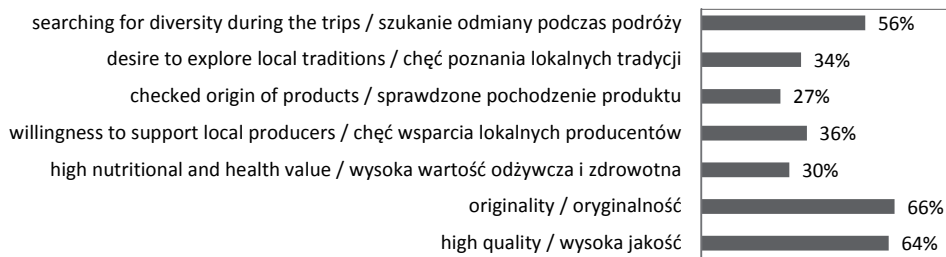 searching for diversity during the trips / szukanie odmiany podczas podróży 56%
desire to explore local traditions / chęć poznania lokalnych tradycji 34%
checked origin of products / sprawdzone pochodzenie produktu 27%
willingness to support local producers / chęć wsparcia lokalnych producentów 36%
high nutritional and health value / wysoka wartość odżywcza i zdrowotna 30%
originality / oryginalność 66%
high quality / wysoka jakość 64%